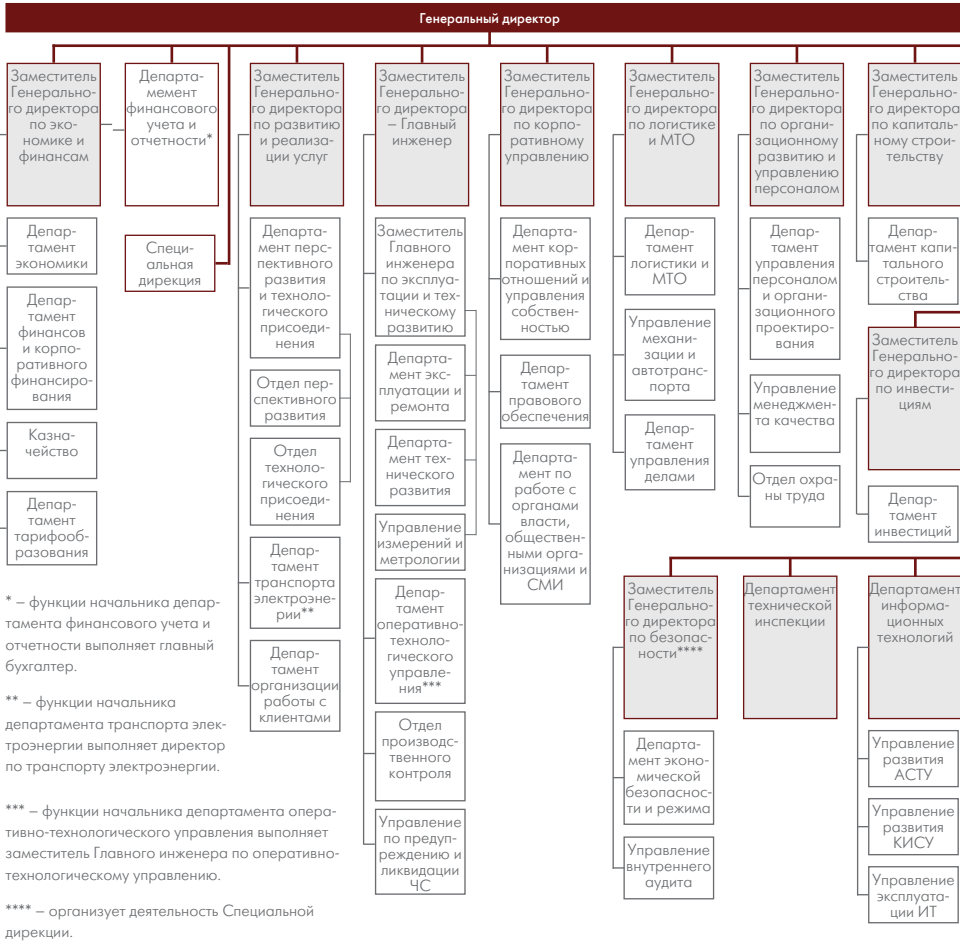 Генеральный директор
Заместитель
Генерально-
го директора
по эко-
номике и
финансам
Департа-
мемент
финансового
учета и
отчетности*
Заместитель
Генерально-
го директора
по развитию
и реализа-
ции услуг
Заместитель
Генерально-
го директора
– Главный
инженер
Заместитель
Генерально-
го директора
по корпо-
ративному
управлению
Заместитель
Генерально-
го директора
по логистике
и МТО
Заместитель
Генерально-
го директора
по органи-
зационному
развитию и
управлению
персоналом
Заместитель
Генерально-
го директора
по капиталь-
ному строи-
тельству
Депар-
тамент
экономики
Депар-
тамент
финансов
и корпо-
ративного
финансиро-
вания
Казна-
чейство
Депар-
тамент
тарифооб-
разования
Специ-
альная
дирекция
Департа-
мент перс-
пективного
развития
и техноло-
гического
присоеди-
нения
Отдел пер-
спективного
развития
Отдел
техноло-
гического
присоеди-
нения
Депар-
тамент
транспорта
электроэне-
рии**
Депар-
тамент
организации
работы с
клиентами
Заместитель
Главного
инженера
по эксплуа-
тации и тех-
ническому
развитию
Департа-
мент экс-
плуатации и
ремонта
Департа-
мент тех-
нического
развития
Управление
измерений и
метрологии
Департа-
мент
оперативно-
техноло-
гического
управле-
ния***
Отдел
производс-
твенного
контроля
Управление
по предуп-
реждению и
ликвидации
ЧС
Департа-
мент кор-
поративных
отношений и
управления
собствен-
ностью
Депар-
тамент
правового
обеспечения
Департа-
мент по
работе с
органами
власти,
обществен-
ными орга-
низациями и
СМИ
Депар-
тамент
логистики и
МТО
Управление
механи-
зации и
автотранс-
порта
Депар-
тамент
управления
делами
Депар-
тамент
управления
персоналом
и органи-
зационного
проектиро-
вания
Управление
менеджмен-
та качества
Отдел охра-
ны труда
Депар-
тамент капи-
тального
строитель-
ства
Заместитель
Генерально-
го директора
по инвести-
циям
Депар-
тамент
инвестиций
Заместитель
Генерально-
го директора
по безопас-
ности****
Департамент
технической
инспекции
Департамент
информа-
ционных
технологий
Департа-
мент эконо-
мической
безопаснос-
ти и режима
Управление
внутреннего
аудита
Управление
развития
АСТУ
Управление
развития
КИСУ
Управление
эксплуата-
ции ИТ
* – функции начальника депар-
тамента финансового учета и
отчетности выполняет главный
бухгалтер.
** – функции начальника
департамента транспорта элек-
троэнергии выполняет директор
по транспорту электроэнергии.
*** – функции начальника департамента опера-
тивно-технологического управления выполняет
заместитель Главного инженера по оперативно-
технологическому управлению.
**** – организует деятельность Специальной
дирекции.